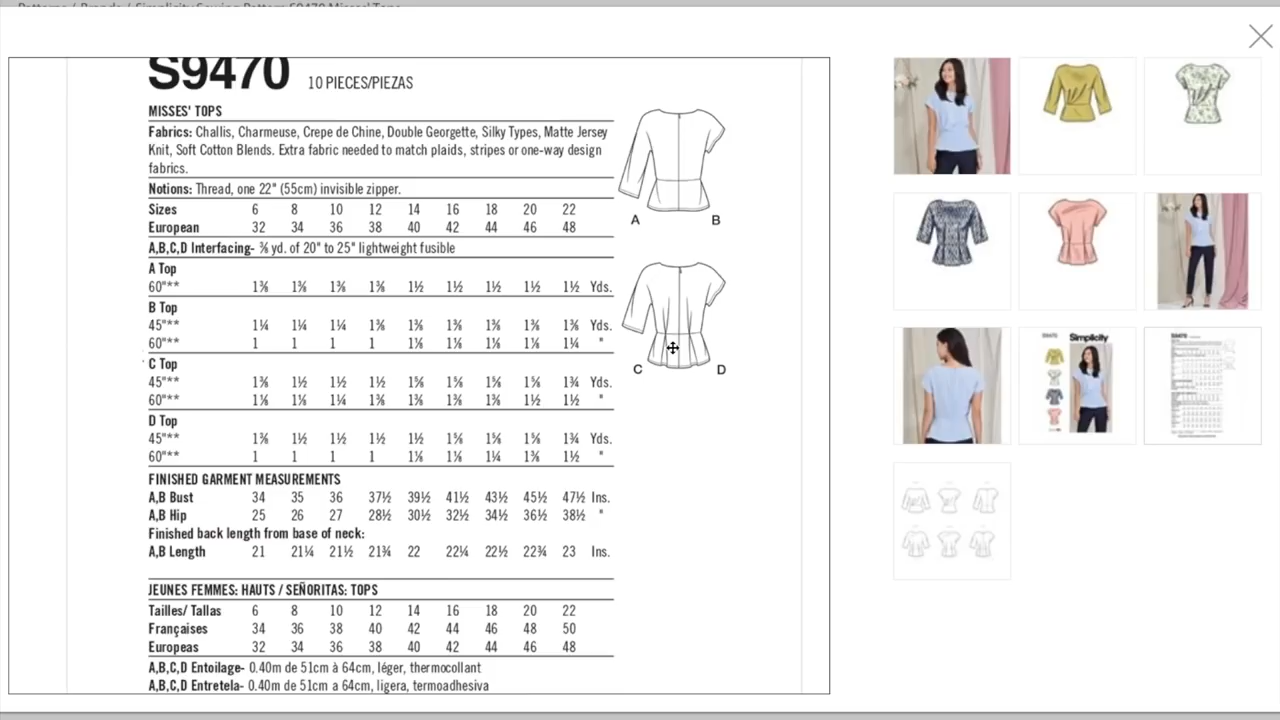 Patterns / Brands / Simplicity Sewing Pattern S9470 Misses' Tops
S9470 10 PIECES/PIEZAS
MISSES' TOPS
Fabrics: Challis, Charmeuse, Crepe de Chine, Double Georgette, Silky Types, Matte Jersey
Knit, Soft Cotton Blends. Extra fabric needed to match plaids, stripes or one-way design
fabrics.
Notions: Thread, one 22" (55cm) invisible zipper.
Sizes 6 8 10 12 14 16 18 20 22
European 32 34 36 38 40 42 44 46 48
A,B,C,D Interfacing- ⅜ yd. of 20" to 25" lightweight fusible
A Top
60"** 1⅜ 1⅜ 1⅜ 1⅜ 1½ 1½ 1½ 1½ 1½ Yds.
B Top
45"** 1¼ 1¼ 1¼ 1⅜ 1⅜ 1⅜ 1⅜ 1⅜ 1⅜ Yds.
60"** 1 1 1 1 1⅛ 1⅛ 1⅛ 1⅛ 1¼ "
C Top
45"** 1⅜ 1½ 1½ 1½ 1⅝ 1⅝ 1⅝ 1⅝ 1¾ Yds.
60"** 1⅛ 1⅛ 1¼ 1⅜ 1⅜ 1⅜ 1⅜ 1½ 1½ "
D Top
45"** 1⅜ 1½ 1½ 1½ 1½ 1⅝ 1⅝ 1⅝ 1¾ Yds.
60"** 1 1 1 1 1⅛ 1⅛ 1¼ 1⅜ 1½ "
FINISHED GARMENT MEASUREMENTS
A,B Bust 34 35 36 37½ 39½ 41½ 43½ 45½ 47½ Ins.
A,B Hip 25 26 27 28½ 30½ 32½ 34½ 36½ 38½ "
Finished back length from base of neck:
A,B Length 21 21¼ 21½ 21¾ 22 22¼ 22½ 22¾ 23 Ins.
JEUNES FEMMES: HAUTS / SEÑORITAS: TOPS
Tailles/ Tallas 6 8 10 12 14 16 18 20 22
Françaises 34 36 38 40 42 44 46 48 50
Europeas 32 34 36 38 40 42 44 46 48
A,B,C,D Entoilage- 0.40m de 51cm à 64cm, léger, thermocollant
A,B,C,D Entretela- 0.40m de 51cm a 64cm, ligera, termoadhesiva
A B
C D
S9470 Simplicity
S9470